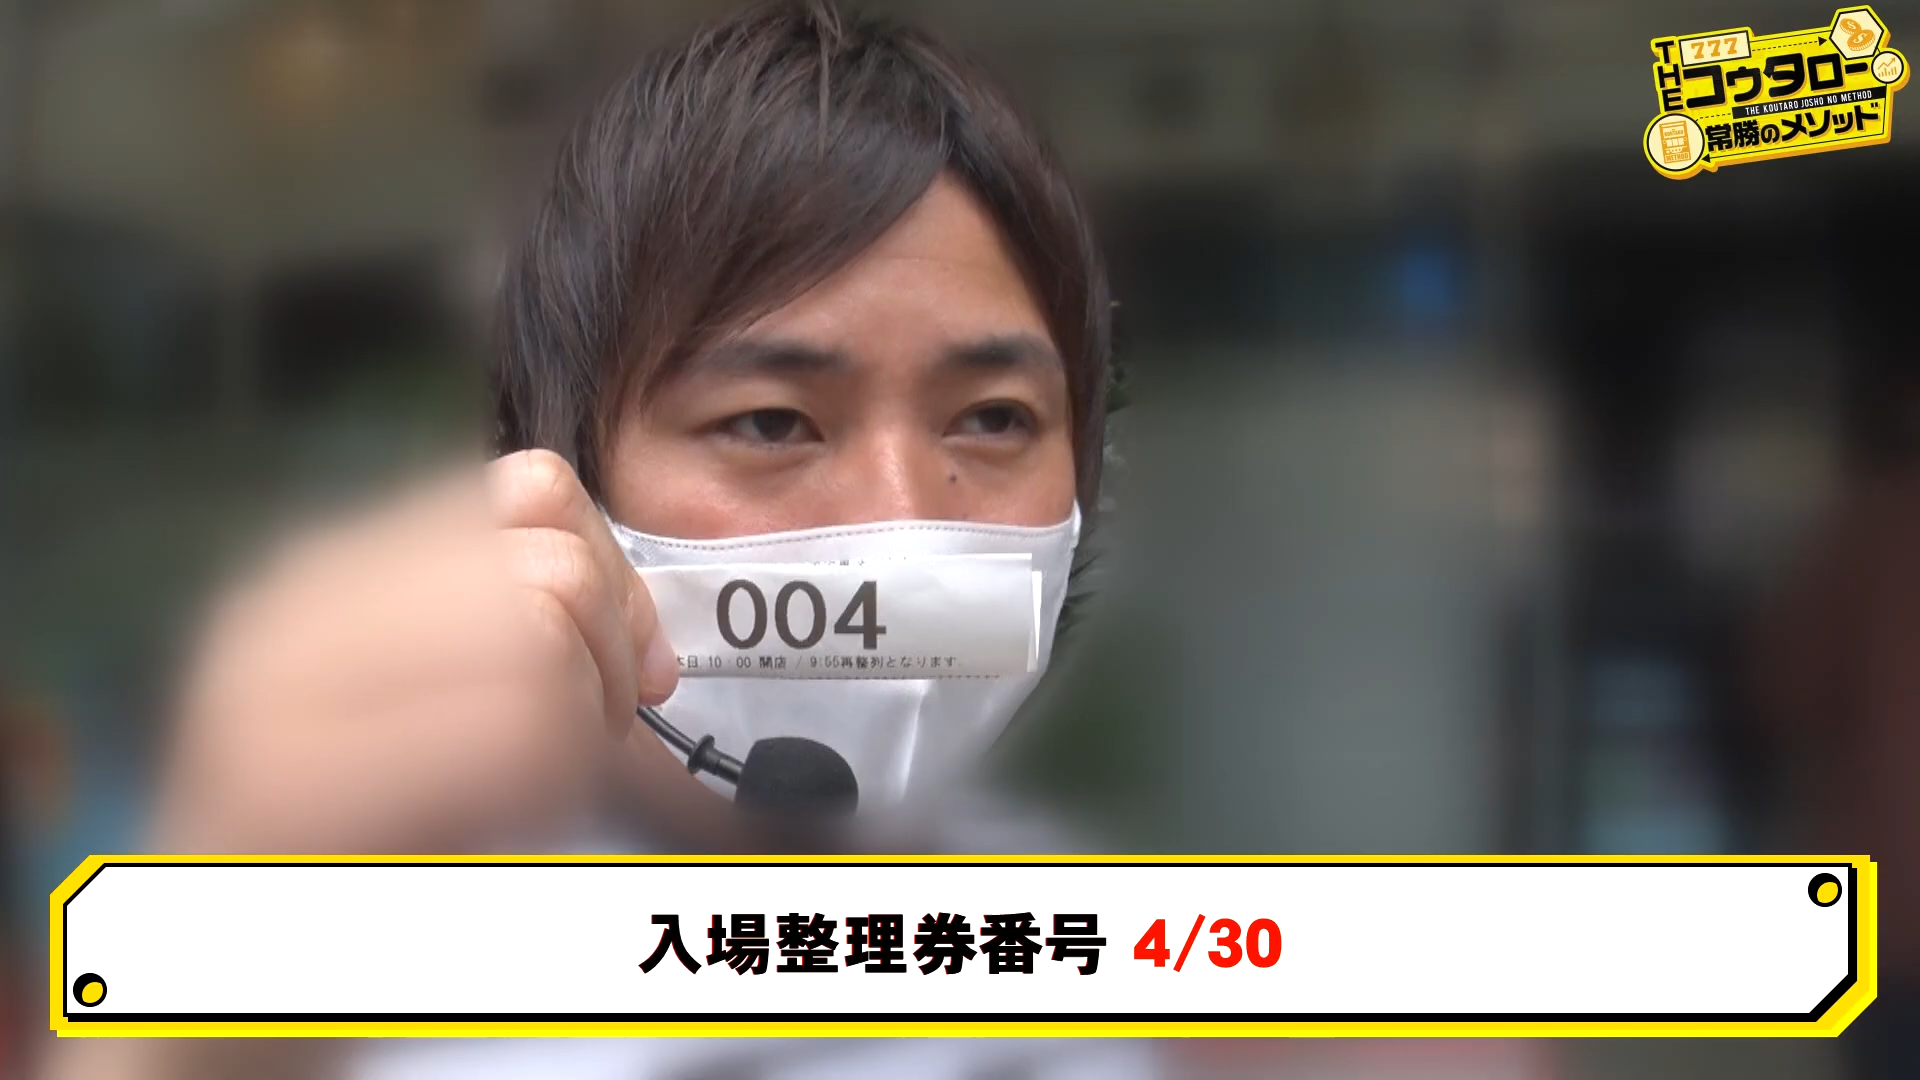 THE
777
コウタロー
THE KOUTARO JOSHO NO METHOD
常勝のメソッド
METHOD
004
本日 10:00 開店 / 9:55再整列となります。
入場整理券番号 4/30